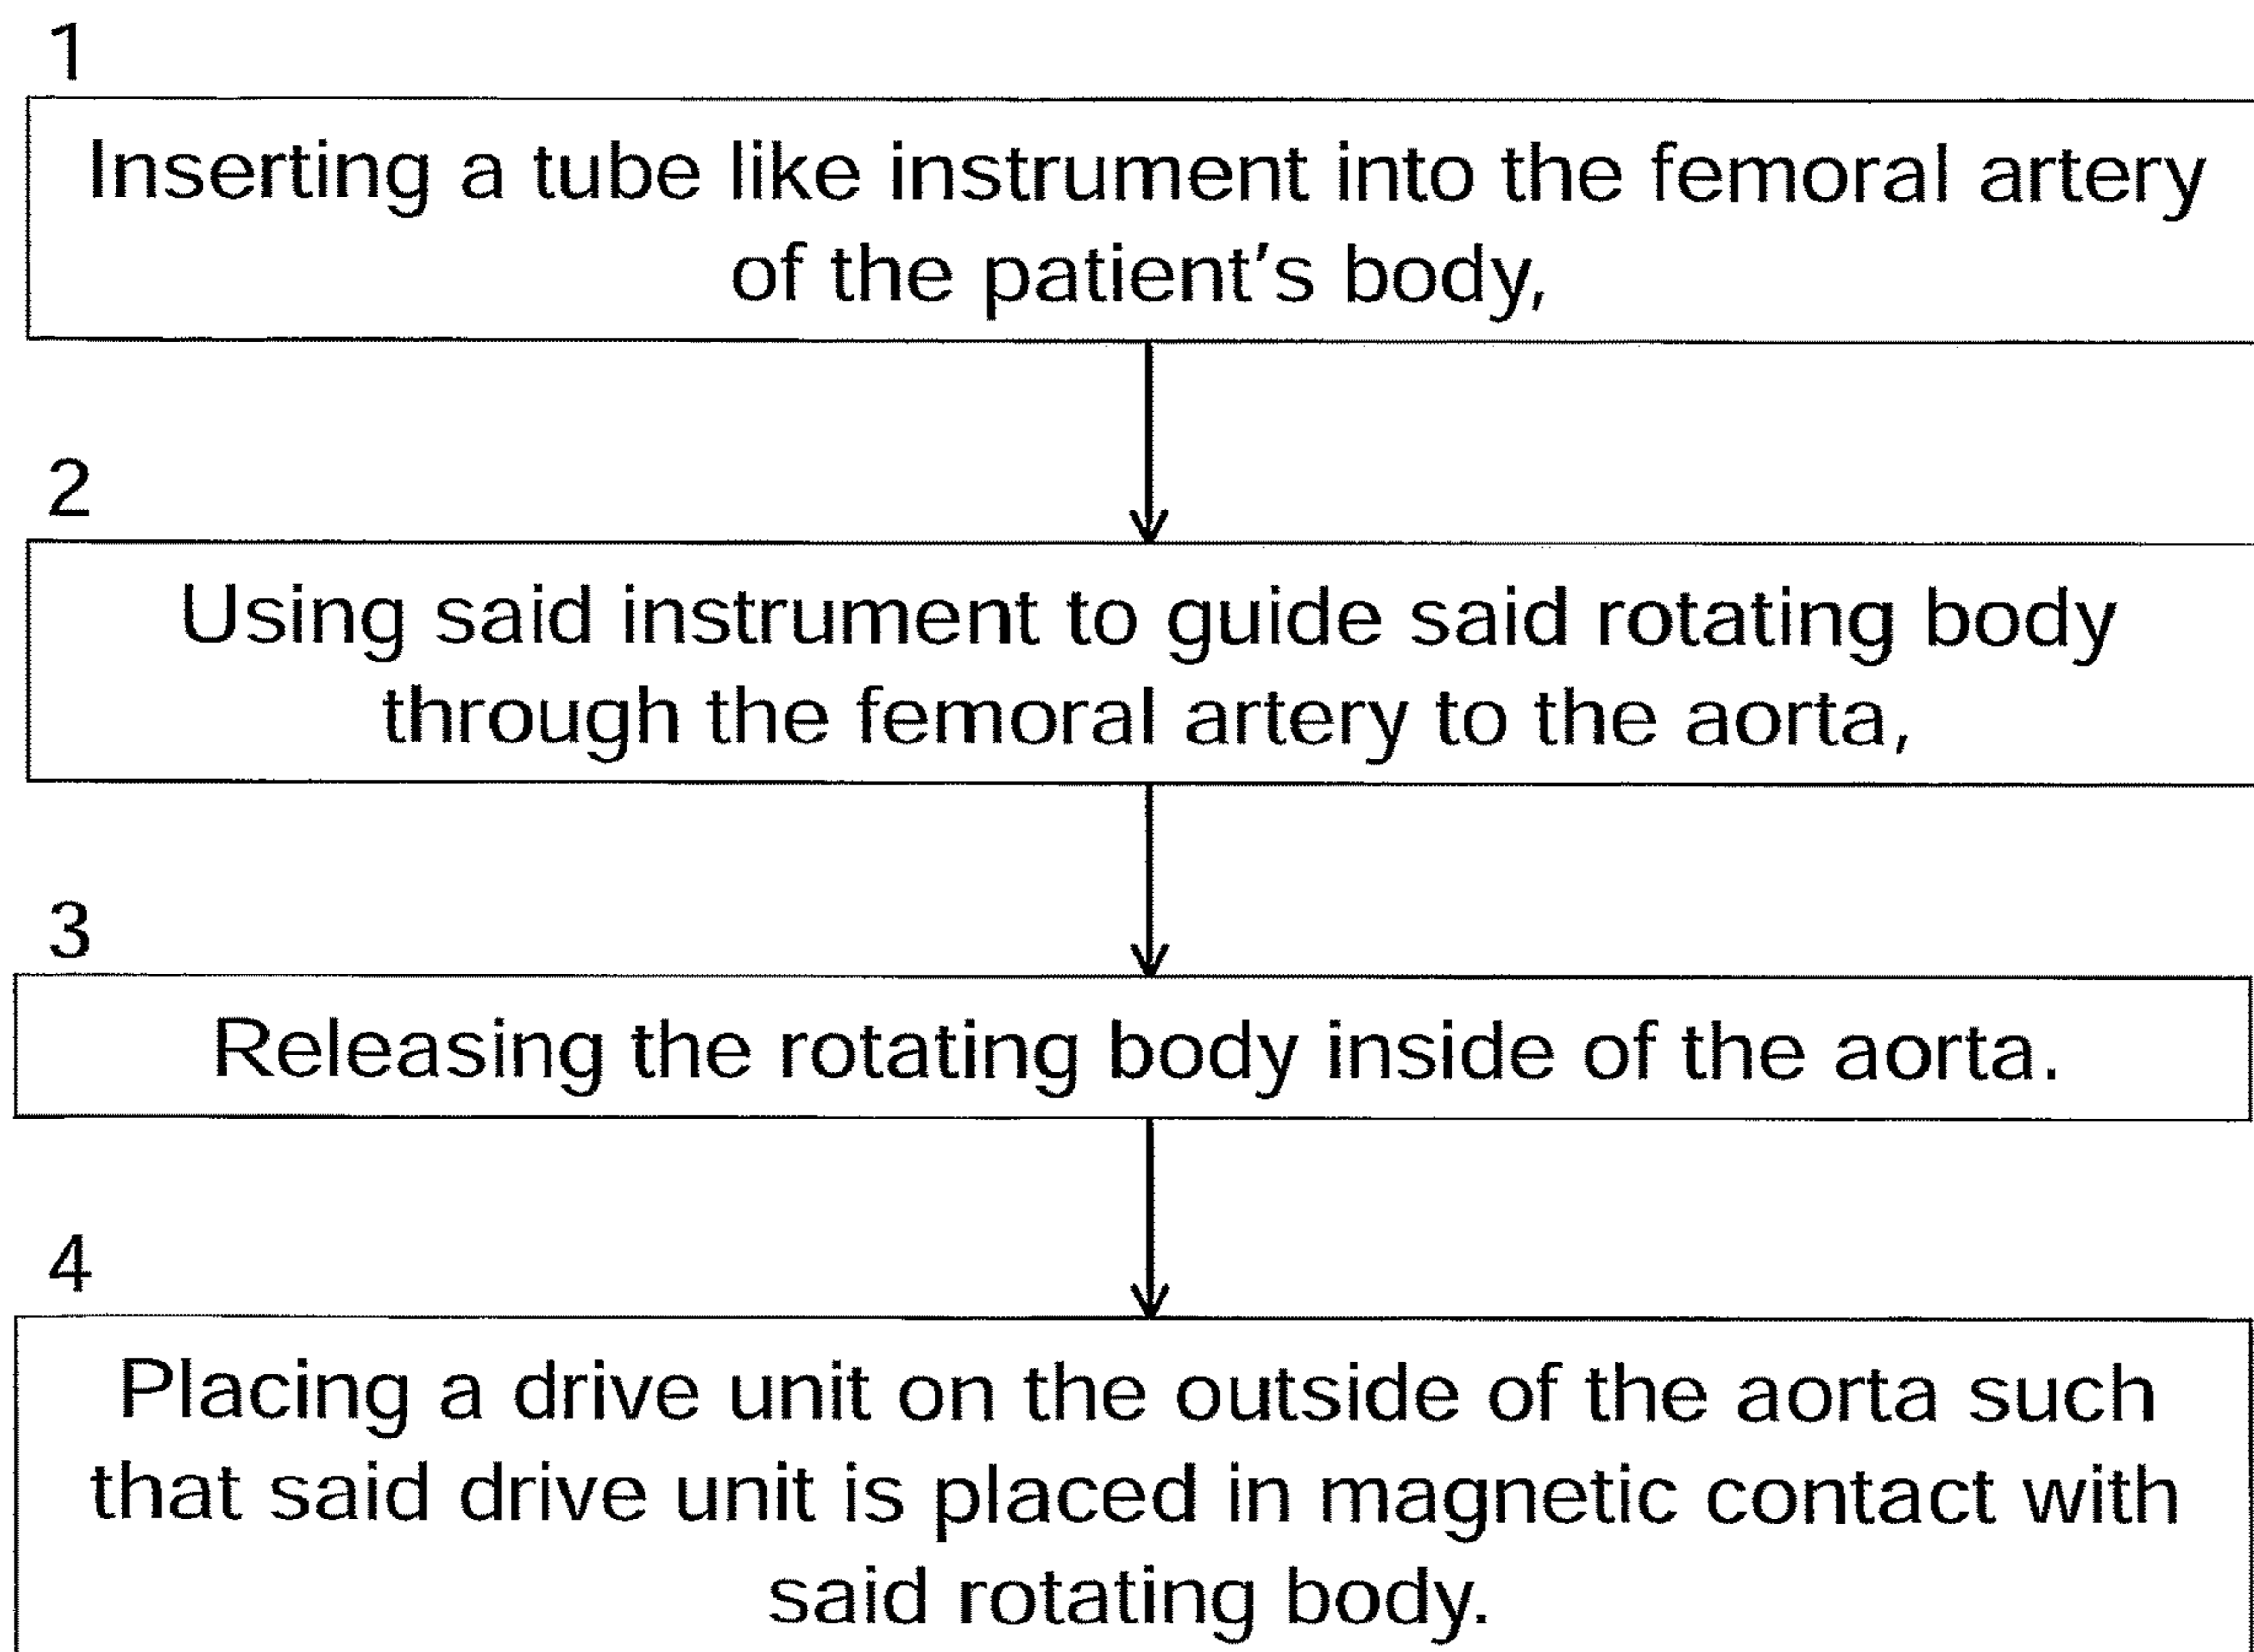 1
Inserting a tube like instrument into the femoral artery
of the patient's body,
2
Using said instrument to guide said rotating body
through the femoral artery to the aorta,
3
Releasing the rotating body inside of the aorta.
4
Placing a drive unit on the outside of the aorta such
that said drive unit is placed in magnetic contact with
said rotating body.